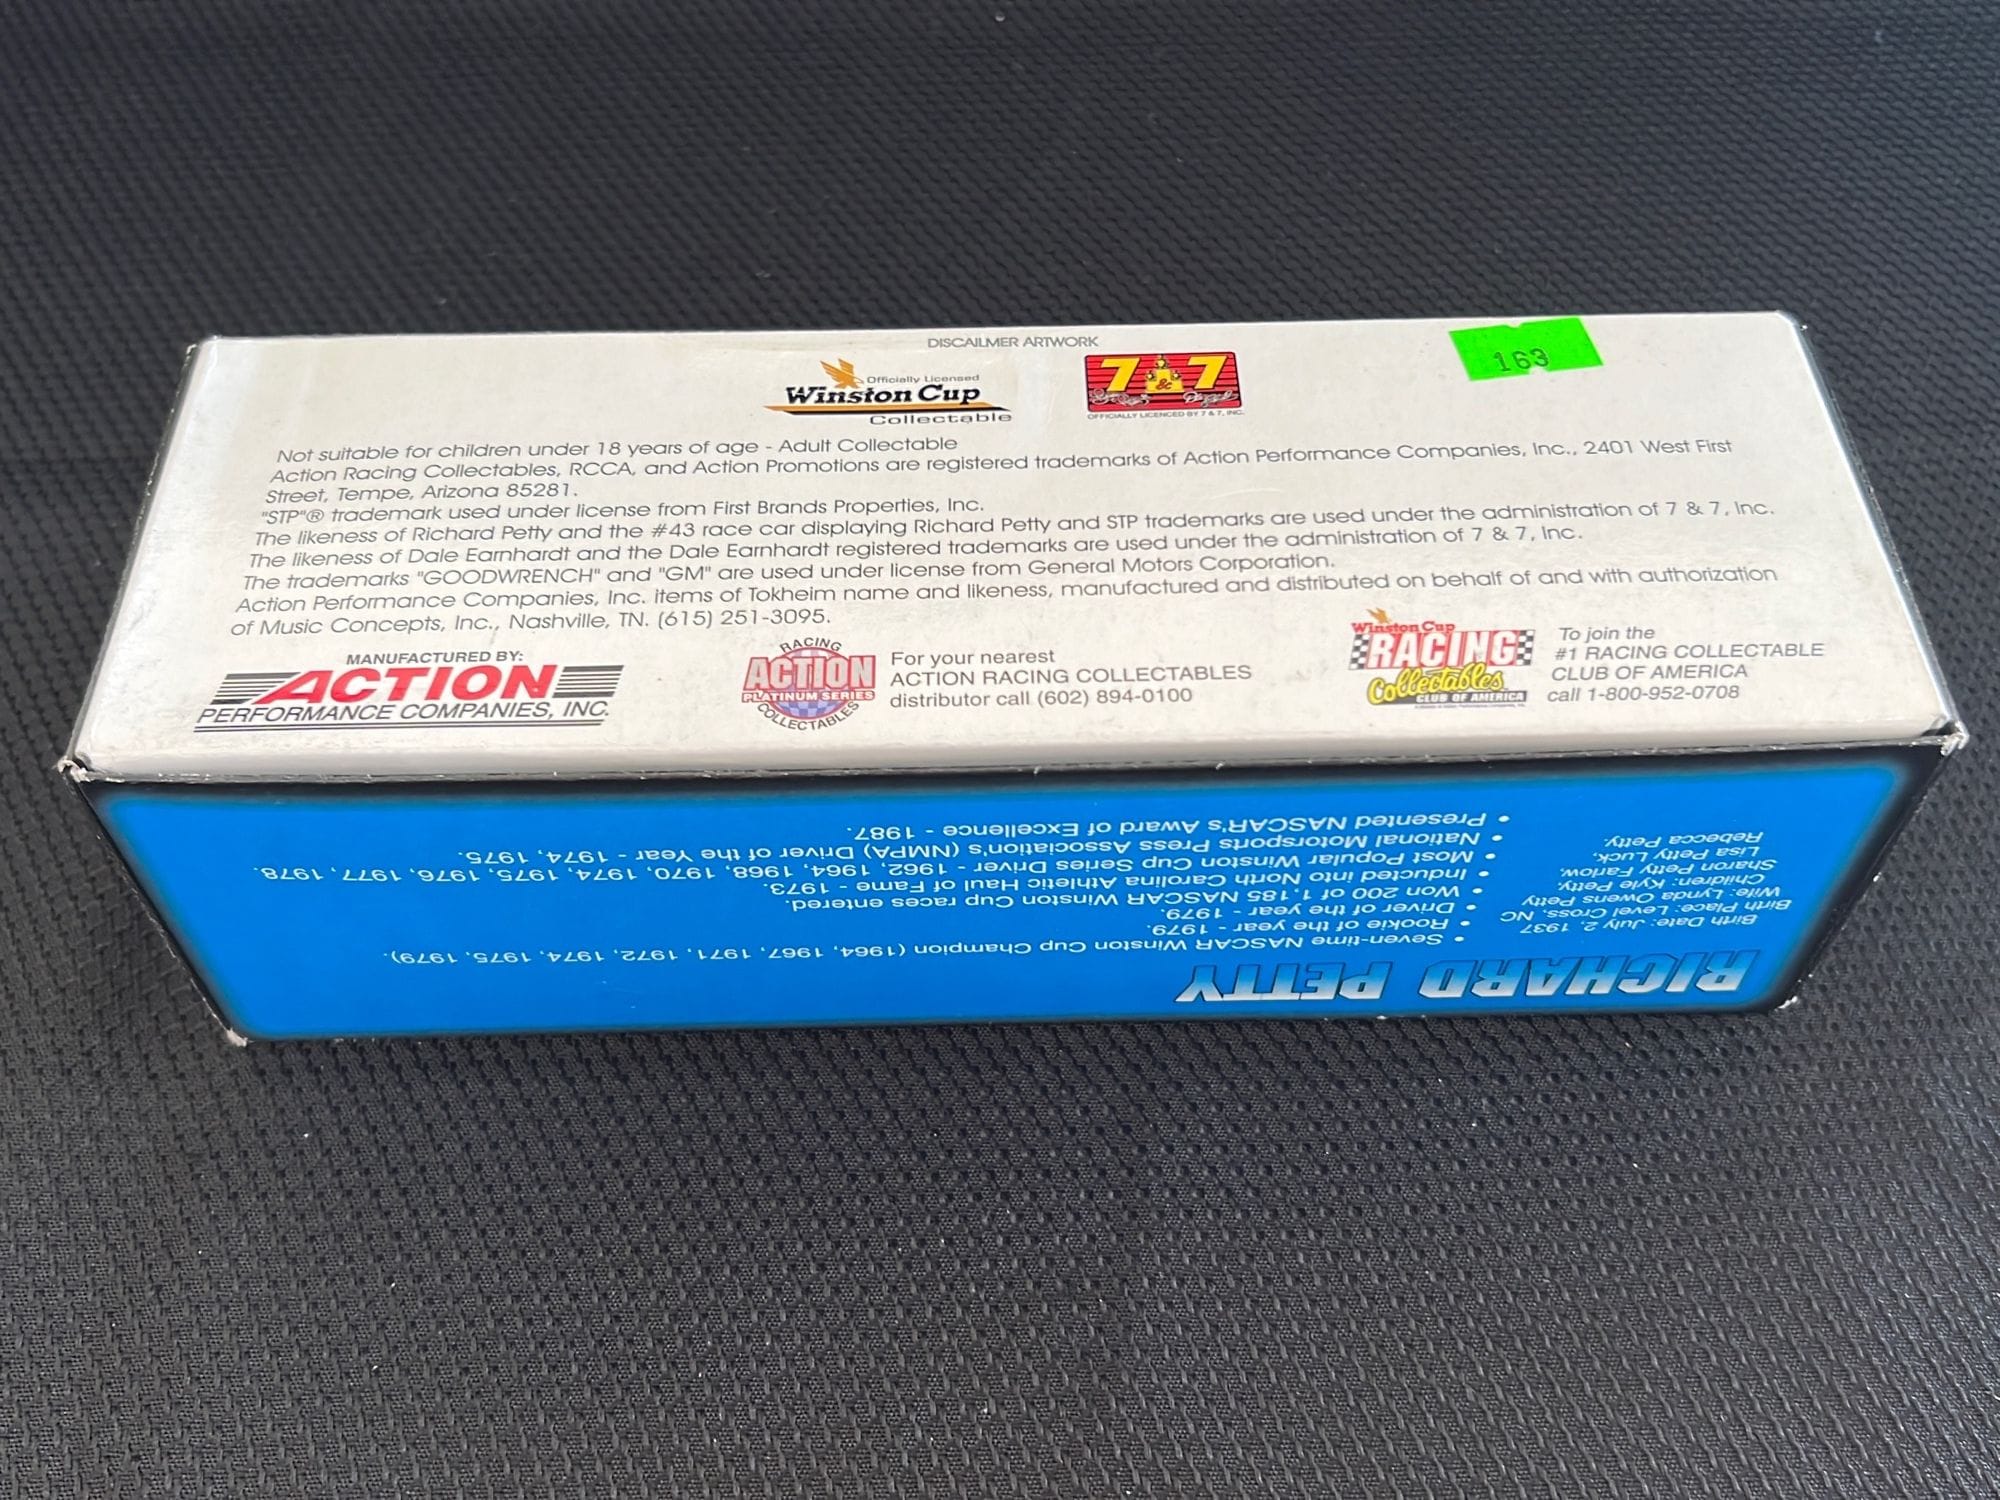 DISCAILMER ARTWORK
Officially Licensed
Winston Cup
Collectable
7 & 7
OFFICIALLY LICENCED BY 7 & 7, INC.
163
Not suitable for children under 18 years of age - Adult Collectable
Action Racing Collectables, RCCA, and Action Promotions are registered trademarks of Action Performance Companies, Inc., 2401 West First
Street, Tempe, Arizona 85281.
"STP"® trademark used under license from First Brands Properties, Inc.
The likeness of Richard Petty and the #43 race car displaying Richard Petty and STP trademarks are used under the administration of 7 & 7, Inc.
The likeness of Dale Earnhardt and the Dale Earnhardt registered trademarks are used under the administration of 7 & 7, Inc.
The trademarks "GOODWRENCH" and "GM" are used under license from General Motors Corporation.
Action Performance Companies, Inc. items of Tokheim name and likeness, manufactured and distributed on behalf of and with authorization
of Music Concepts, Inc., Nashville, TN. (615) 251-3095.
MANUFACTURED BY:
ACTION
PERFORMANCE COMPANIES, INC.
RACING
ACTION
PLATINUM SERIES
COLLECTABLES
For your nearest
ACTION RACING COLLECTABLES
distributor call (602) 894-0100
Winston Cup
RACING
Collectables
CLUB OF AMERICA
To join the
#1 RACING COLLECTABLE
CLUB OF AMERICA
call 1-800-952-0708
RICHARD PETTY
Birth Date: July 2, 1937
Birth Place: Level Cross, NC
Wife: Lynda Owens Petty
Children: Kyle Petty,
Sharon Petty Farlow,
Lisa Petty Luck,
Rebecca Petty.
• Seven-time NASCAR Winston Cup Champion (1964, 1967, 1971, 1972, 1974, 1975, 1979).
• Rookie of the year - 1979.
• Driver of the year - 1979.
• Won 200 of 1,185 NASCAR Winston Cup races entered.
• Inducted into North Carolina Athletic Haul of Fame - 1973.
• Most Popular Winston Cup Series Driver - 1962, 1964, 1968, 1970, 1974, 1975, 1976, 1977, 1978.
• National Motorsports Press Association's (NMPA) Driver of the Year - 1974, 1975.
• Presented NASCAR's Award of Excellence - 1987.